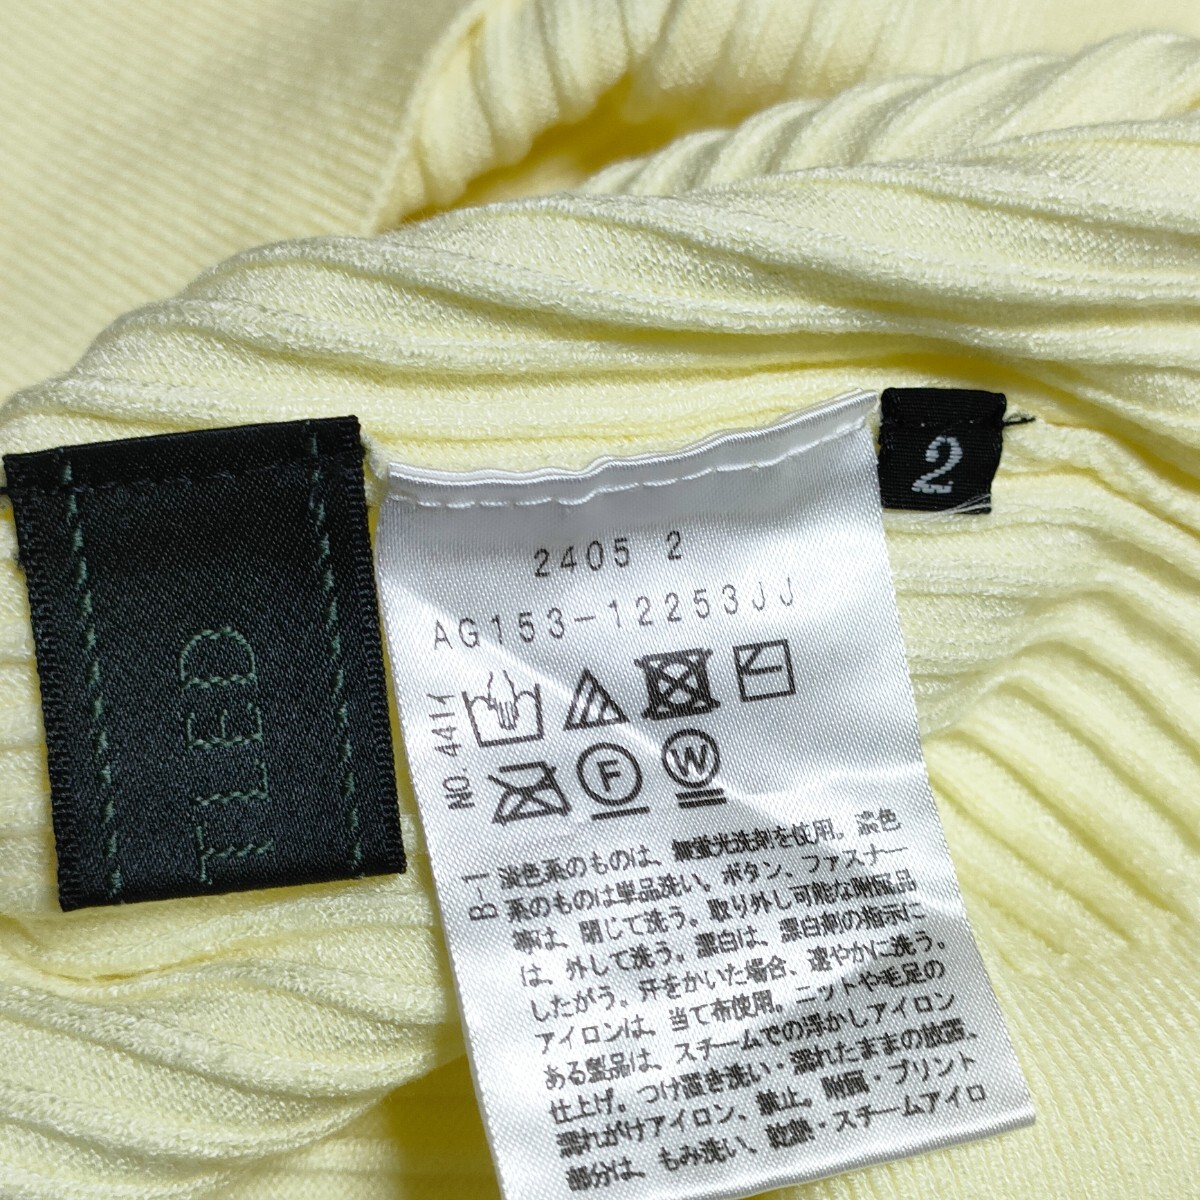 TLED
2
2405 2
AG153-12253JJ
NO.441イ
F
W
B-1
淡色系のものは、無蛍光洗剤を使用。淡色
系のものは単品洗い。ボタン、ファスナー
等は、閉じて洗う。取り外し可能な附属品
は、外して洗う。漂白は、漂白剤の指示に
したがう。汗をかいた場合、速やかに洗う。
アイロンは、当て布使用。ニットや毛足の
ある製品は、スチームでの浮かしアイロン
仕上げ。つけ置き洗い・濡れたままの放置、
濡れがけアイロン、禁止。附属・プリント
部分は、もみ洗い、乾燥・スチームアイロ